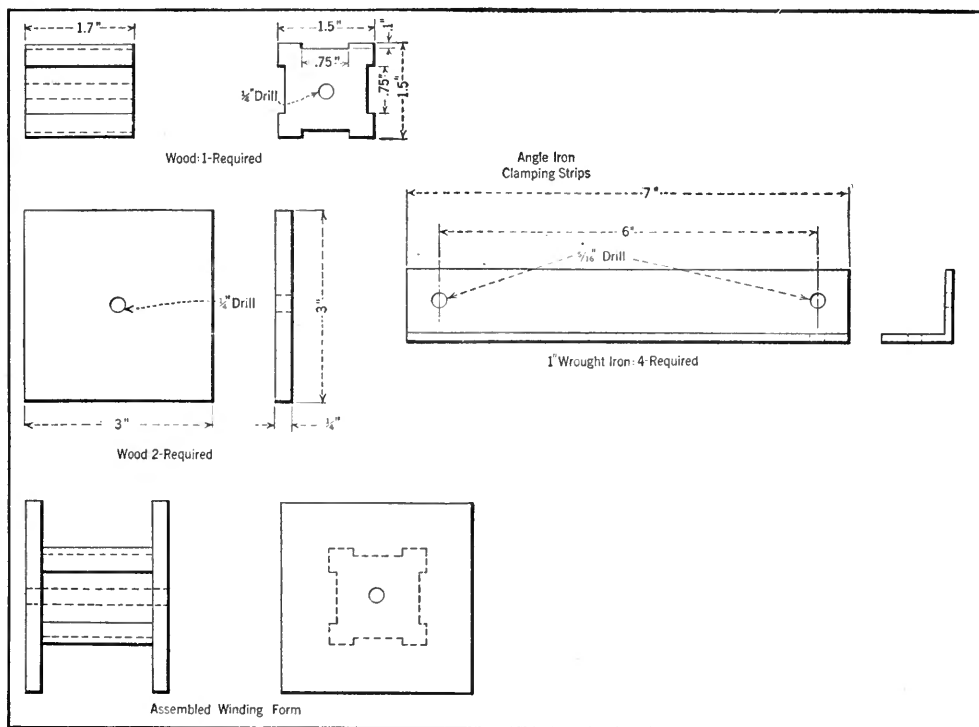 1.7"
1.5"
.1"
.75"
.75"
1.5"
¼" Drill
Wood: 1-Required
Angle Iron
Clamping Strips
7"
6"
5/16" Drill
1" Wrought Iron: 4-Required
¼" Drill
3"
3"
¼"
Wood 2-Required
Assembled Winding Form